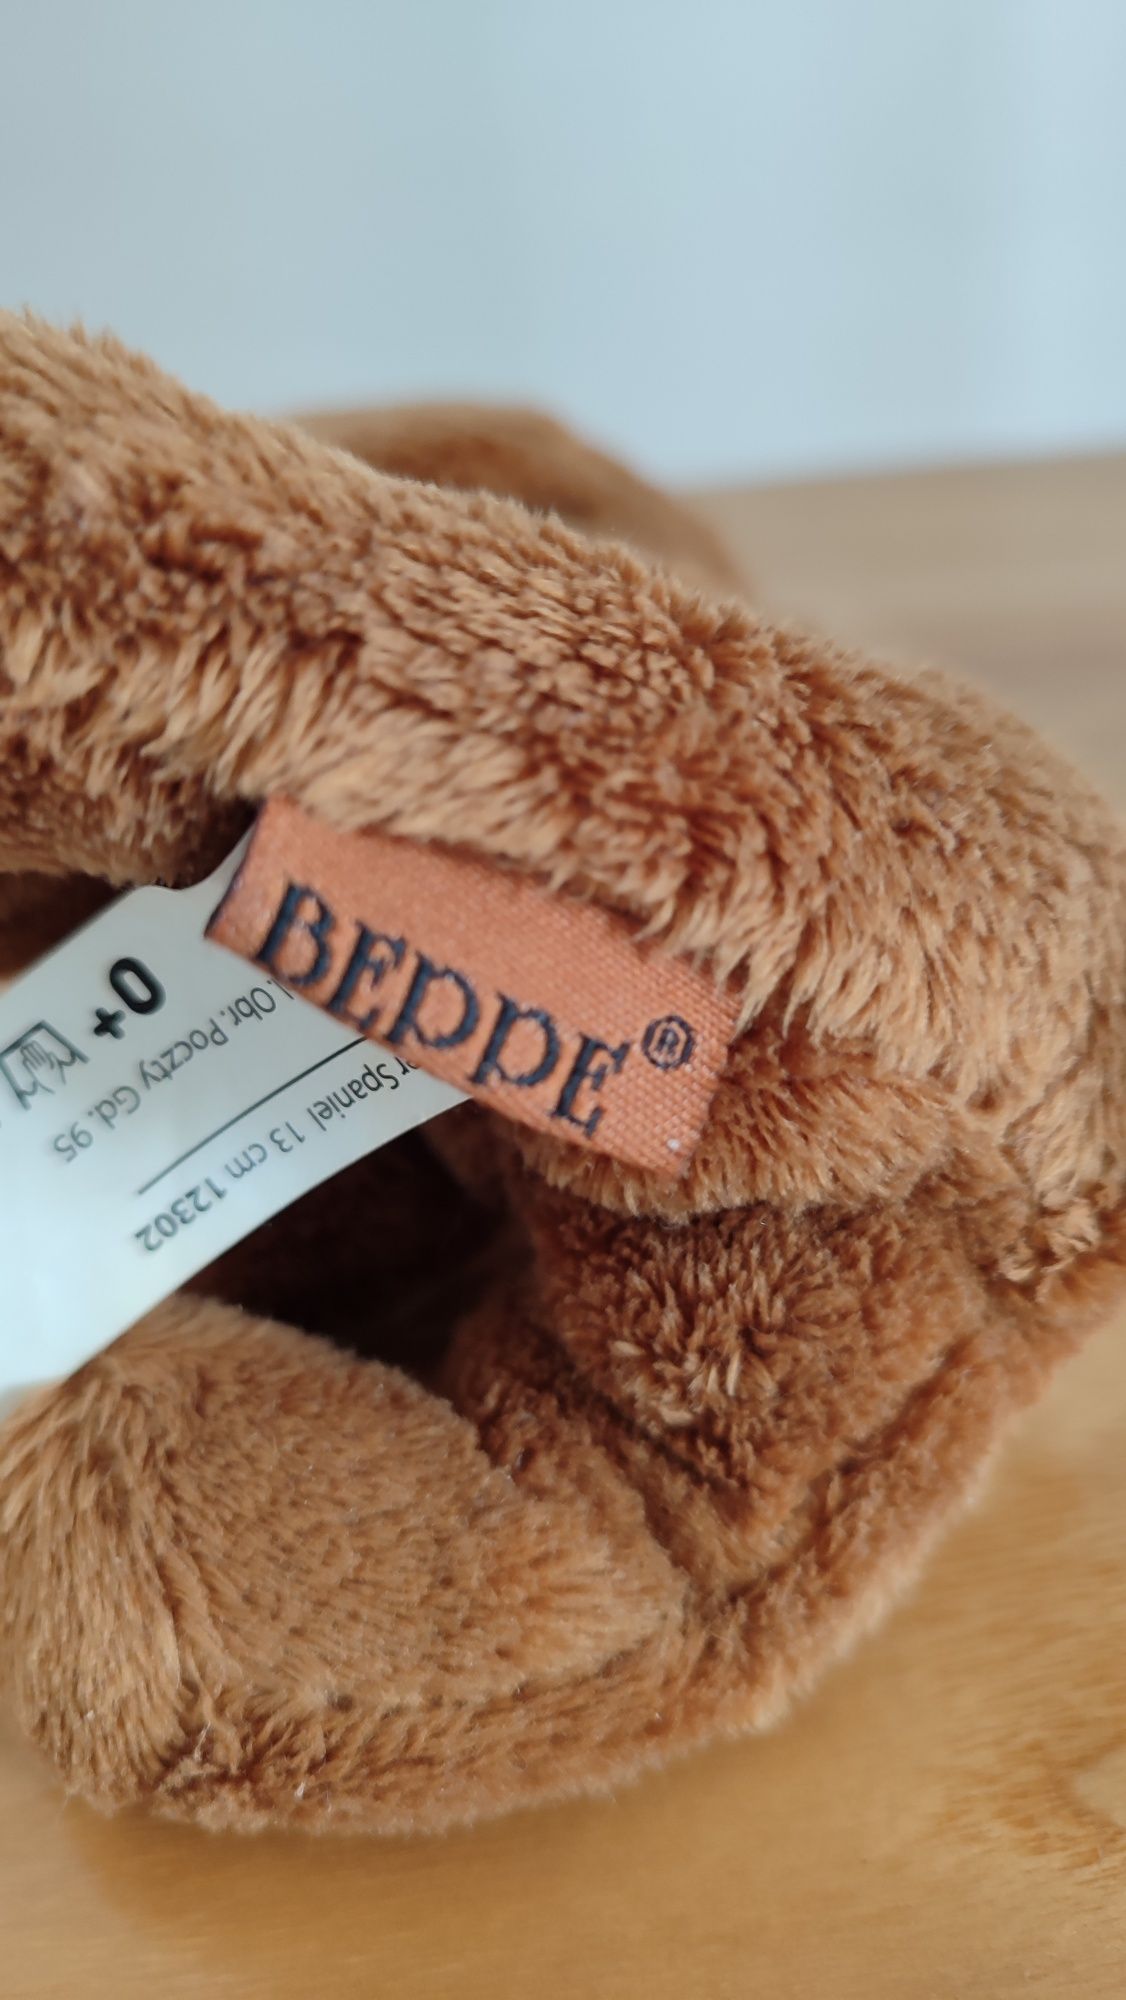 BEPPE®
0+
. Obr. Poczty Gd. 95
Spaniel 13 cm 12302